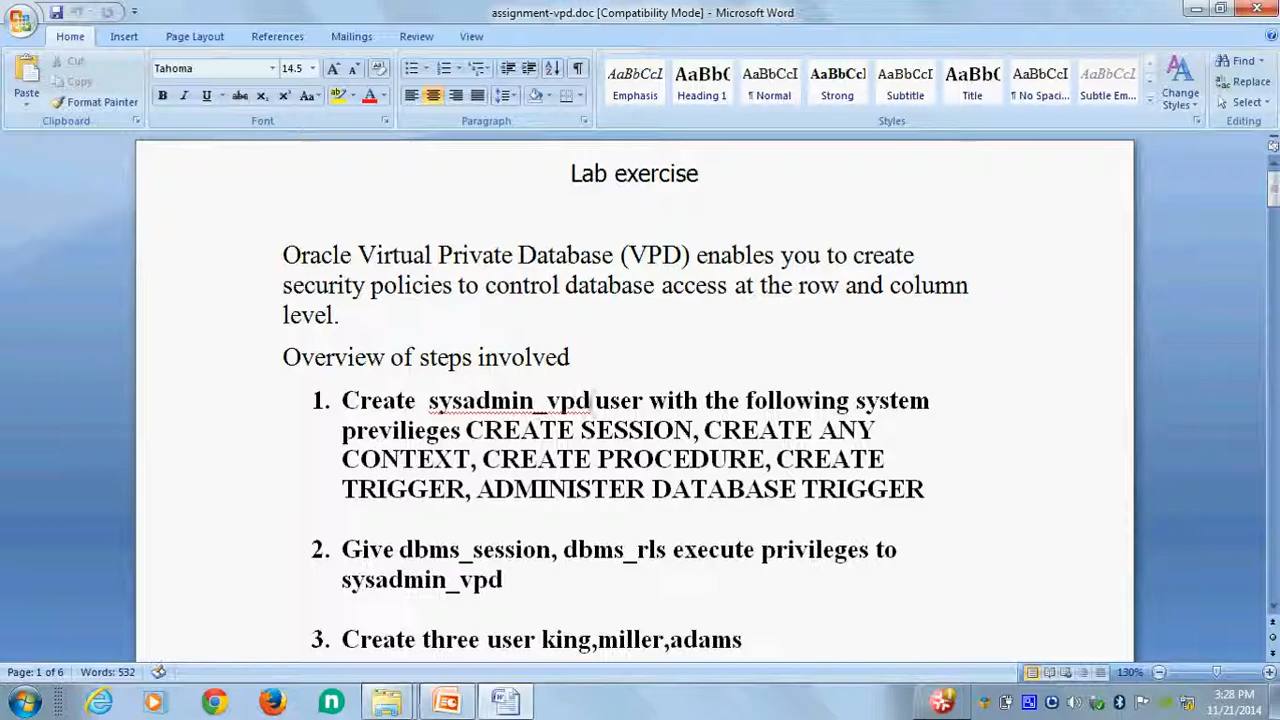 assignment-vpd.doc [Compatibility Mode] - Microsoft Word
Home Insert Page Layout References Mailings Review View
Paste
Cut
Copy
Format Painter
Clipboard
Tahoma 14.5
Font
Paragraph
AaBbCcI AaBbC AaBbCcI AaBbCc AaBbCcI AaBbC AaBbCcI AaBbCcI
Emphasis Heading 1 ¶ Normal Strong Subtitle Title ¶ No Spaci... Subtle Em...
Change Styles
Styles
Find
Replace
Select
Editing
Lab exercise
Oracle Virtual Private Database (VPD) enables you to create
security policies to control database access at the row and column
level.
Overview of steps involved
1. Create sysadmin_vpd user with the following system
previlieges CREATE SESSION, CREATE ANY
CONTEXT, CREATE PROCEDURE, CREATE
TRIGGER, ADMINISTER DATABASE TRIGGER
2. Give dbms_session, dbms_rls execute privileges to
sysadmin_vpd
3. Create three user king,miller,adams
Page: 1 of 6 Words: 532 130%
3:28 PM
11/21/2014